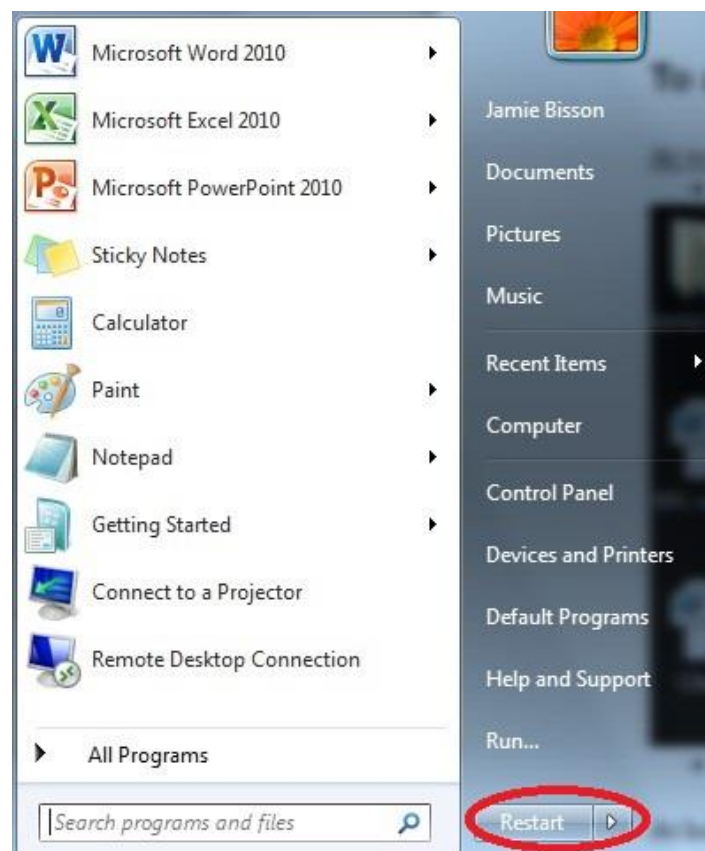 Microsoft Word 2010
Microsoft Excel 2010
Microsoft PowerPoint 2010
Sticky Notes
Calculator
Paint
Notepad
Getting Started
Connect to a Projector
Remote Desktop Connection
All Programs
Search programs and files
Jamie Bisson
Documents
Pictures
Music
Recent Items
Computer
Control Panel
Devices and Printers
Default Programs
Help and Support
Run...
Restart